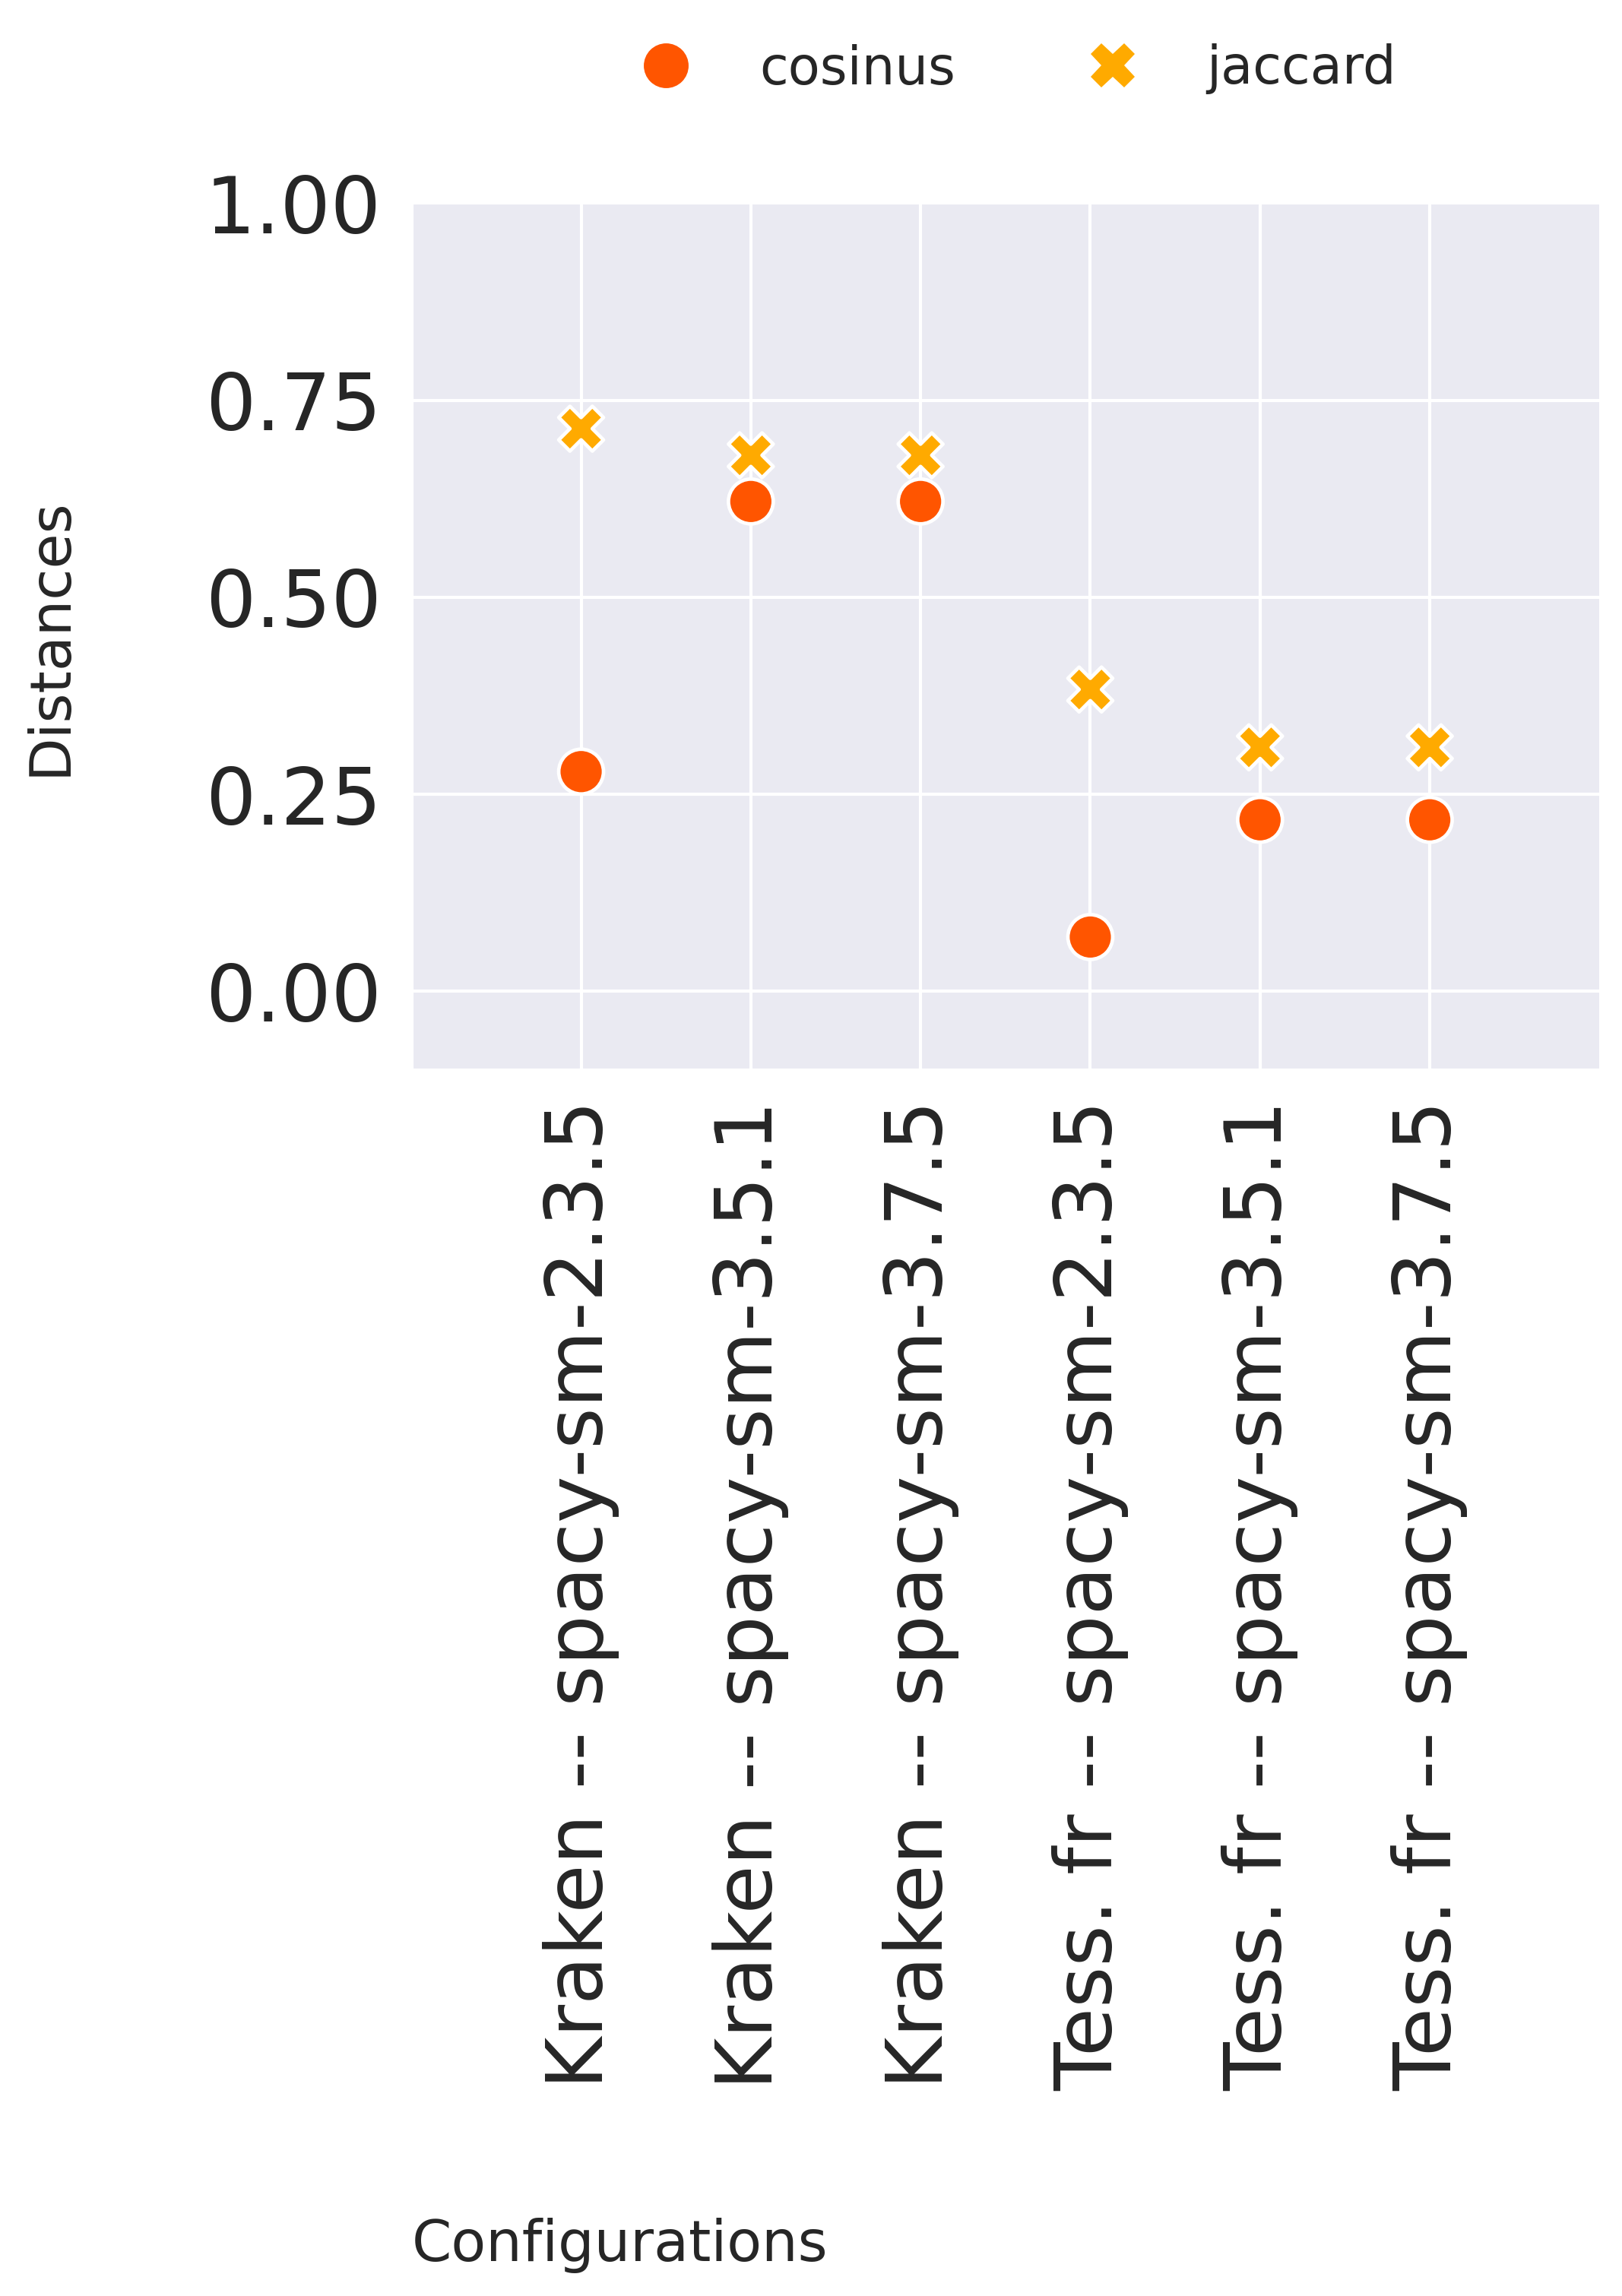 cosinus jaccard
1.00
0.75
0.50
0.25
0.00
Distances
Kraken -- spacy-sm-2.3.5
Kraken -- spacy-sm-3.5.1
Kraken -- spacy-sm-3.7.5
Tess. fr -- spacy-sm-2.3.5
Tess. fr -- spacy-sm-3.5.1
Tess. fr -- spacy-sm-3.7.5
Configurations